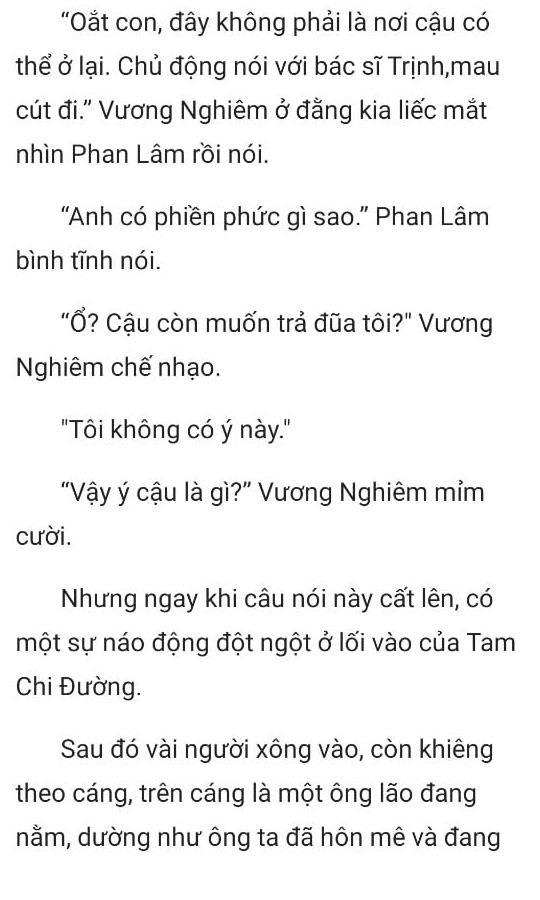 “Oắt con, đây không phải là nơi cậu có
thể ở lại. Chủ động nói với bác sĩ Trịnh,mau
cút đi.” Vương Nghiêm ở đằng kia liếc mắt
nhìn Phan Lâm rồi nói.
“Anh có phiền phức gì sao.” Phan Lâm
bình tĩnh nói.
“Ồ? Cậu còn muốn trả đũa tôi?" Vương
Nghiêm chế nhạo.
"Tôi không có ý này."
“Vậy ý cậu là gì?” Vương Nghiêm mỉm
cười.
Nhưng ngay khi câu nói này cất lên, có
một sự náo động đột ngột ở lối vào của Tam
Chi Đường.
Sau đó vài người xông vào, còn khiêng
theo cáng, trên cáng là một ông lão đang
nằm, dường như ông ta đã hôn mê và đang